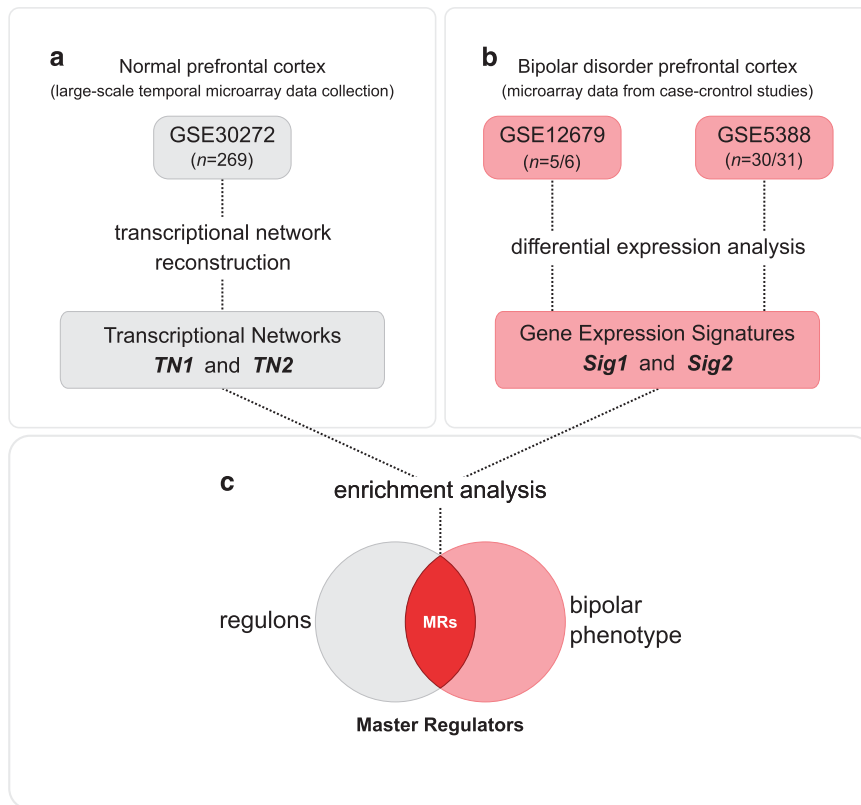 a
Normal prefrontal cortex
(large-scale temporal microarray data collection)
GSE30272
(n=269)
transcriptional network
reconstruction
Transcriptional Networks
TN1 and TN2
b
Bipolar disorder prefrontal cortex
(microarray data from case-crontrol studies)
GSE12679
(n=5/6)
GSE5388
(n=30/31)
differential expression analysis
Gene Expression Signatures
Sig1 and Sig2
c
enrichment analysis
regulons
MRs
bipolar
phenotype
Master Regulators